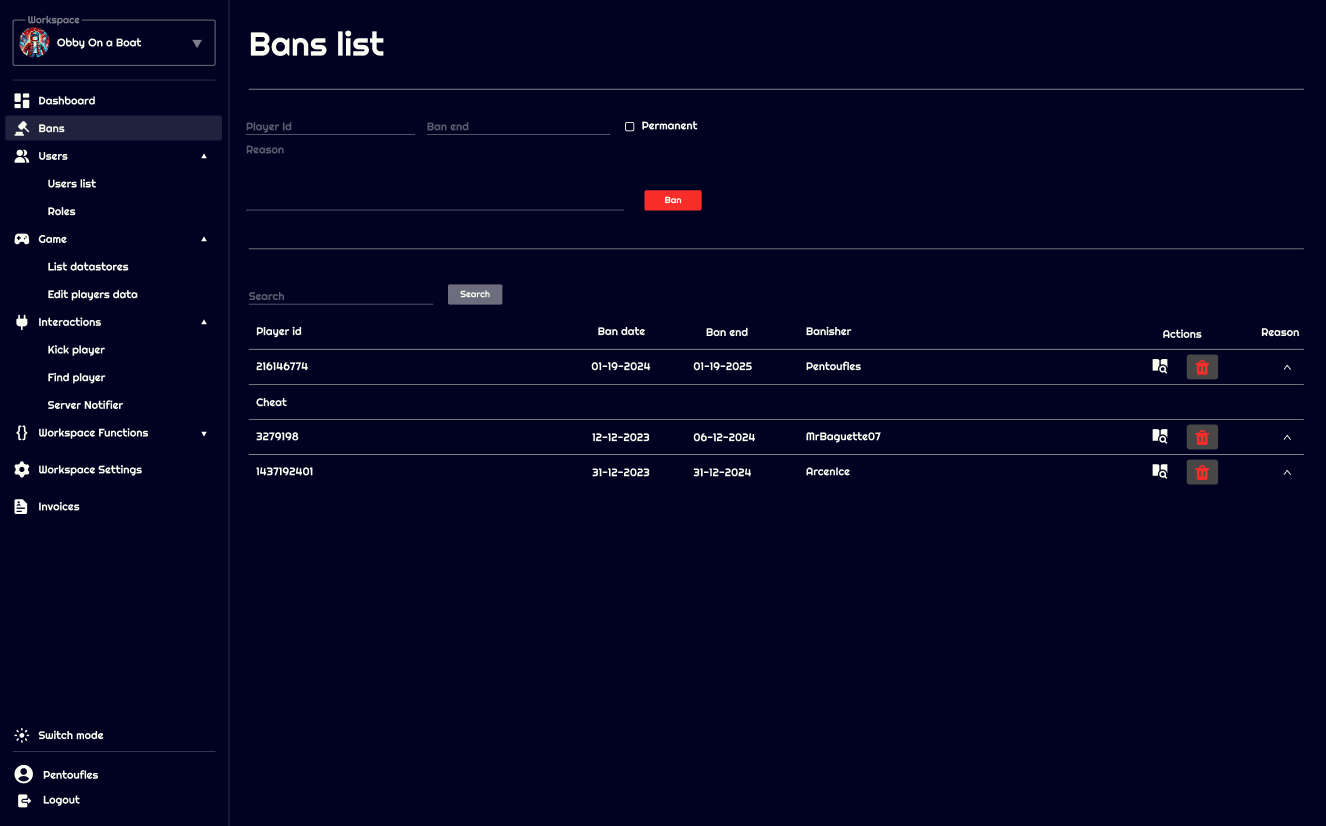 Workspace
Obby On a Boat
Dashboard
Bans
Users
Users list
Roles
Game
List datastores
Edit players data
Interactions
Kick player
Find player
Server Notifier
Workspace Functions
Workspace Settings
Invoices
Switch mode
Pentoufles
Logout
Bans list
Player Id Ban end Permanent
Reason
Ban
Search Search
Player id Ban date Ban end Banisher Actions Reason
216146774 01-19-2024 01-19-2025 Pentoufles
Cheat
3279198 12-12-2023 06-12-2024 MrBaguette07
1437192401 31-12-2023 31-12-2024 ArcenIce